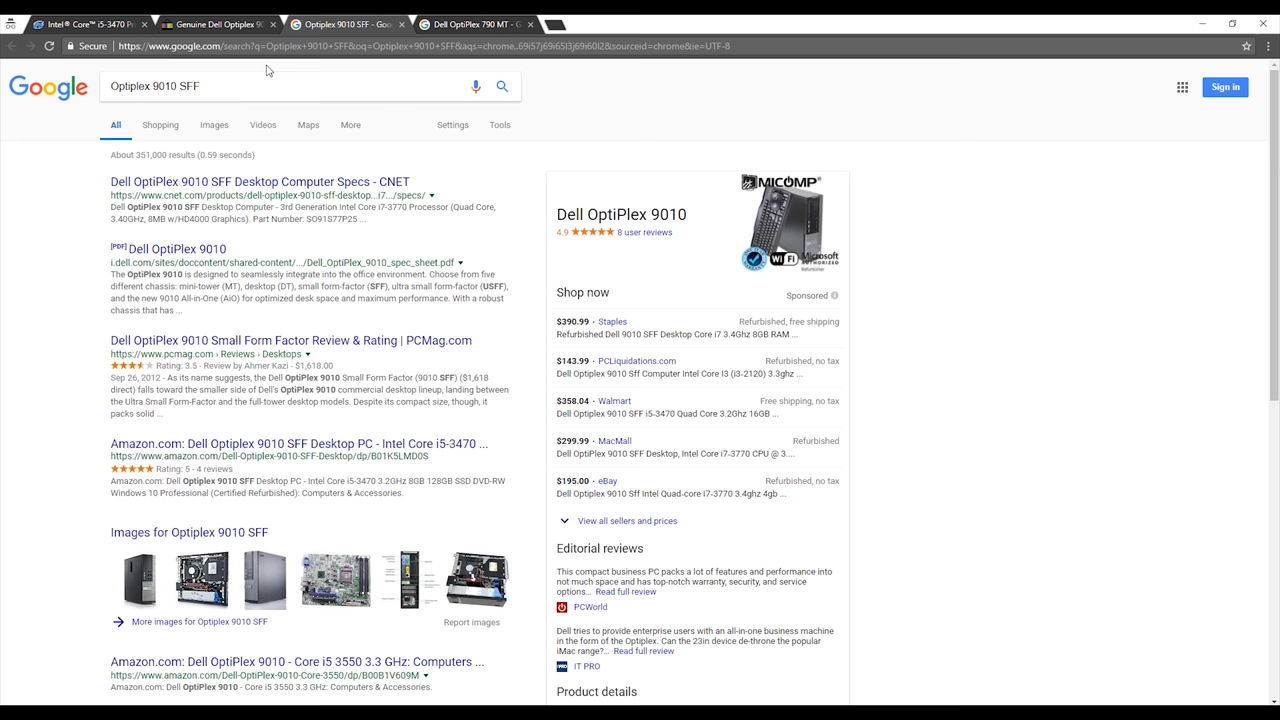 Intel® Core™ i5-3470 Pr
Genuine Dell Optiplex 90
Optiplex 9010 SFF - Goo
Dell OptiPlex 790 MT - G
Secure
https://www.google.com/search?q=Optiplex+9010+SFF&oq=Optiplex+9010+SFF&aqs=chrome..69i57j69i65l3j69i60l2&sourceid=chrome&ie=UTF-8
Google
Optiplex 9010 SFF
Sign in
All
Shopping
Images
Videos
Maps
More
Settings
Tools
About 351,000 results (0.59 seconds)
Dell OptiPlex 9010 SFF Desktop Computer Specs - CNET
https://www.cnet.com/products/dell-optiplex-9010-sff-desktop...i7.../specs/
Dell OptiPlex 9010 SFF Desktop Computer - 3rd Generation Intel Core i7-3770 Processor (Quad Core,
3.40GHz, 8MB w/HD4000 Graphics). Part Number: SO91S77P25 ...
[PDF] Dell OptiPlex 9010
i.dell.com/sites/doccontent/shared-content/.../Dell_OptiPlex_9010_spec_sheet.pdf
The OptiPlex 9010 is designed to seamlessly integrate into the office environment. Choose from five
different chassis: mini-tower (MT), desktop (DT), small form-factor (SFF), ultra small form-factor (USFF),
and the new 9010 All-in-One (AiO) for optimized desk space and maximum performance. With a robust
chassis that has ...
Dell OptiPlex 9010 Small Form Factor Review & Rating | PCMag.com
https://www.pcmag.com › Reviews › Desktops
Rating: 3.5 - Review by Ahmer Kazi - $1,618.00
Sep 26, 2012 - As its name suggests, the Dell OptiPlex 9010 Small Form Factor (9010 SFF) ($1,618
direct) falls toward the smaller side of Dell's OptiPlex 9010 commercial desktop lineup, landing between
the Ultra Small Form-Factor and the full-tower desktop models. Despite its compact size, though, it
packs solid ...
Amazon.com: Dell Optiplex 9010 SFF Desktop PC - Intel Core i5-3470 ...
https://www.amazon.com/Dell-Optiplex-9010-SFF-Desktop/dp/B01K5LMD0S
Rating: 5 - 4 reviews
Amazon.com: Dell Optiplex 9010 SFF Desktop PC - Intel Core i5-3470 3.2GHz 8GB 128GB SSD DVD-RW
Windows 10 Professional (Certified Refurbished): Computers & Accessories.
Images for Optiplex 9010 SFF
More images for Optiplex 9010 SFF
Report images
Amazon.com: Dell OptiPlex 9010 - Core i5 3550 3.3 GHz: Computers ...
https://www.amazon.com/Dell-OptiPlex-9010-Core-3550/dp/B00B1V609M
Amazon.com: Dell OptiPlex 9010 - Core i5 3550 3.3 GHz: Computers & Accessories.
MICOMP
WiFi
Microsoft
AUTHORIZED
Refurbisher
Dell OptiPlex 9010
4.9
8 user reviews
Shop now
Sponsored
$390.99 · Staples
Refurbished, free shipping
Refurbished Dell 9010 SFF Desktop Core i7 3.4Ghz 8GB RAM ...
$143.99 · PCLiquidations.com
Refurbished, no tax
Dell Optiplex 9010 Sff Computer Intel Core I3 (i3-2120) 3.3ghz ...
$358.04 · Walmart
Free shipping, no tax
Dell Optiplex 9010 SFF i5-3470 Quad Core 3.2Ghz 16GB ...
$299.99 · MacMall
Refurbished
Dell OptiPlex 9010 SFF Desktop, Intel Core i7-3770 CPU @ 3....
$195.00 · eBay
Refurbished, no tax
Dell Optiplex 9010 Sff Intel Quad-core I7-3770 3.4ghz 4gb ...
View all sellers and prices
Editorial reviews
This compact business PC packs a lot of features and performance into
not much space and has top-notch warranty, security, and service
options... Read full review
PCWorld
Dell tries to provide enterprise users with an all-in-one business machine
in the form of the Optiplex. Can the 23in device de-throne the popular
iMac range? ... Read full review
IT PRO
Product details